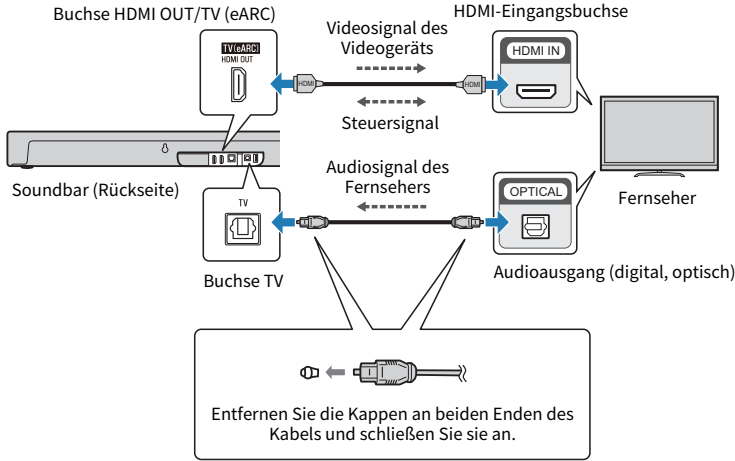 Buchse HDMI OUT/TV (eARC)
HDMI-Eingangsbuchse
Videosignal des
Videogeräts
TV(eARC)
HDMI OUT
HDMI
HDMI
HDMI IN
Steuersignal
Soundbar (Rückseite)
Audiosignal des
Fernsehers
TV
OPTICAL
Fernseher
Buchse TV
Audioausgang (digital, optisch)
Entfernen Sie die Kappen an beiden Enden des
Kabels und schließen Sie sie an.